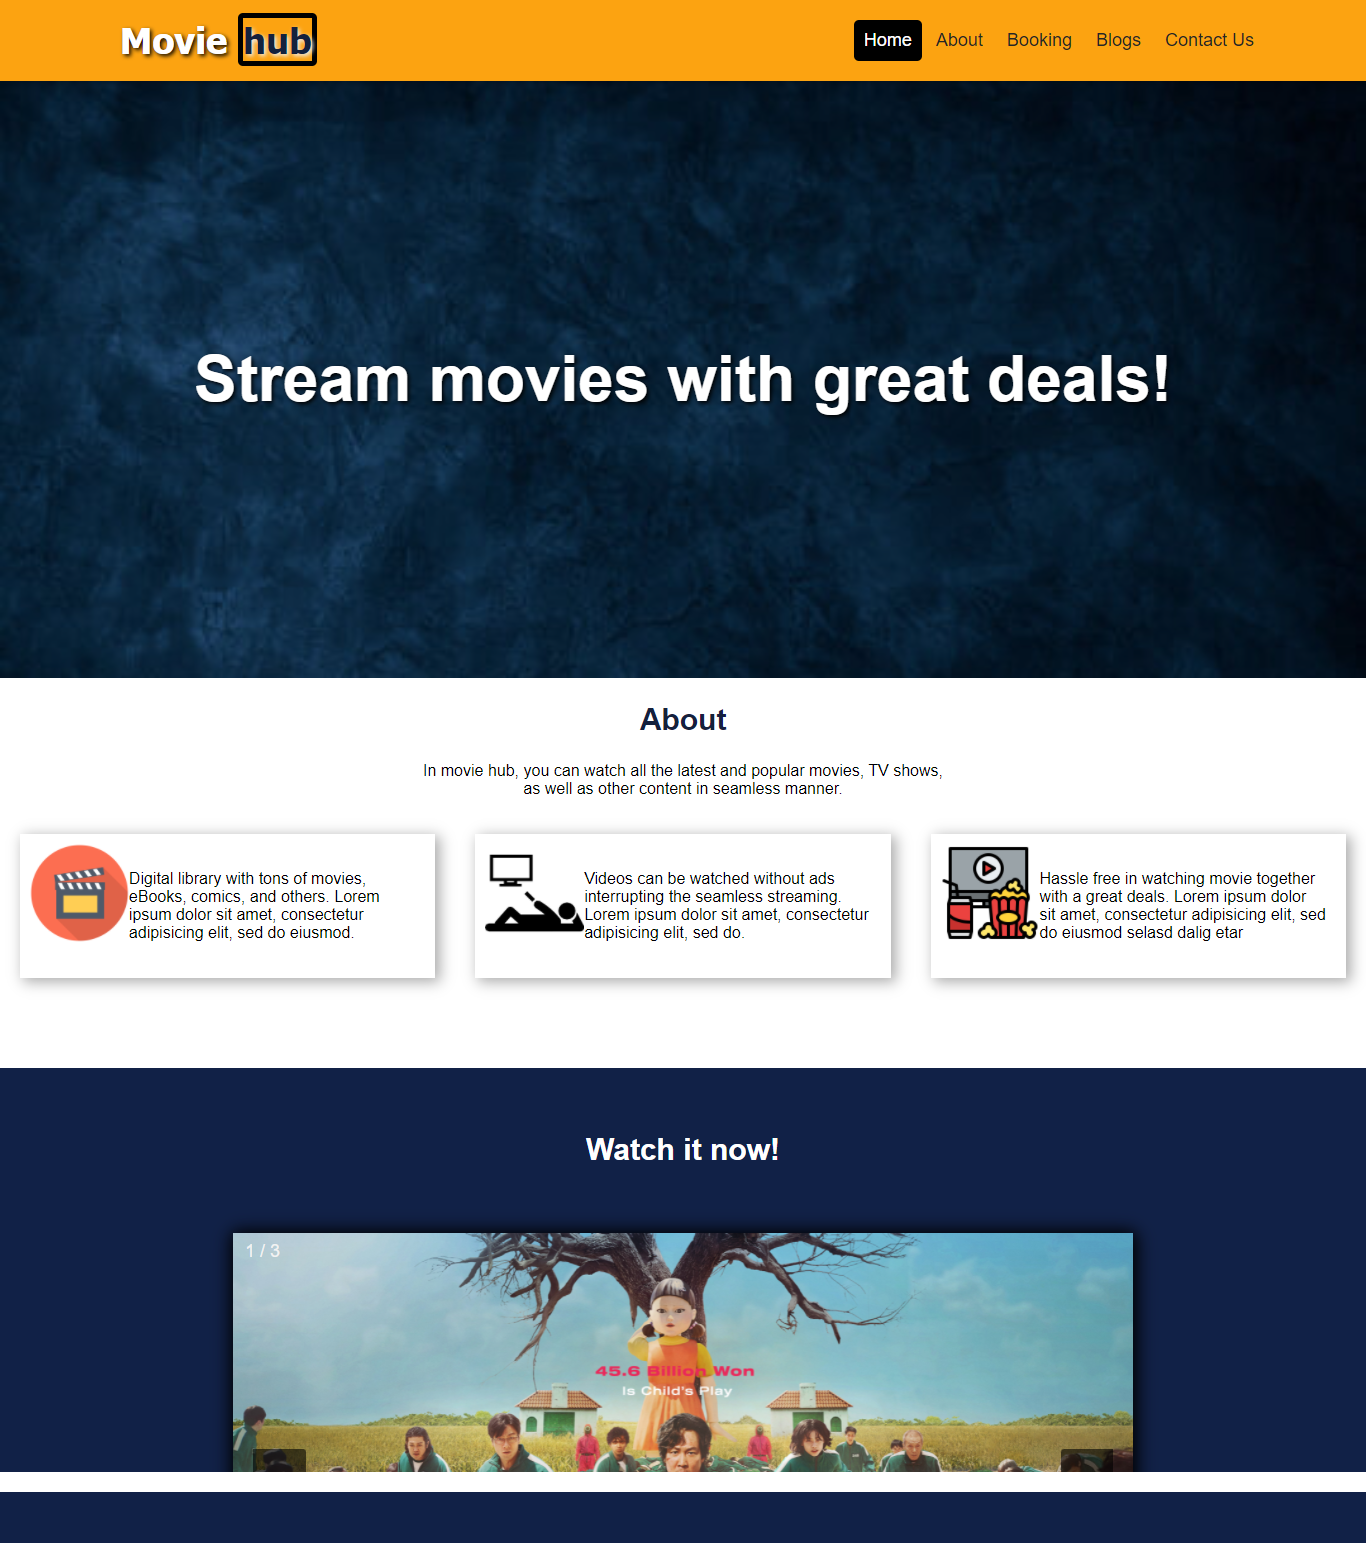 Movie hub
Home About Booking Blogs Contact Us
Stream movies with great deals!
About
In movie hub, you can watch all the latest and popular movies, TV shows,
as well as other content in seamless manner.
Digital library with tons of movies,
eBooks, comics, and others. Lorem
ipsum dolor sit amet, consectetur
adipisicing elit, sed do eiusmod.
Videos can be watched without ads
interrupting the seamless streaming.
Lorem ipsum dolor sit amet, consectetur
adipisicing elit, sed do.
Hassle free in watching movie together
with a great deals. Lorem ipsum dolor
sit amet, consectetur adipisicing elit, sed
do eiusmod selasd dalig etar
Watch it now!
1 / 3
45.6 Billion Won
Is Child's Play